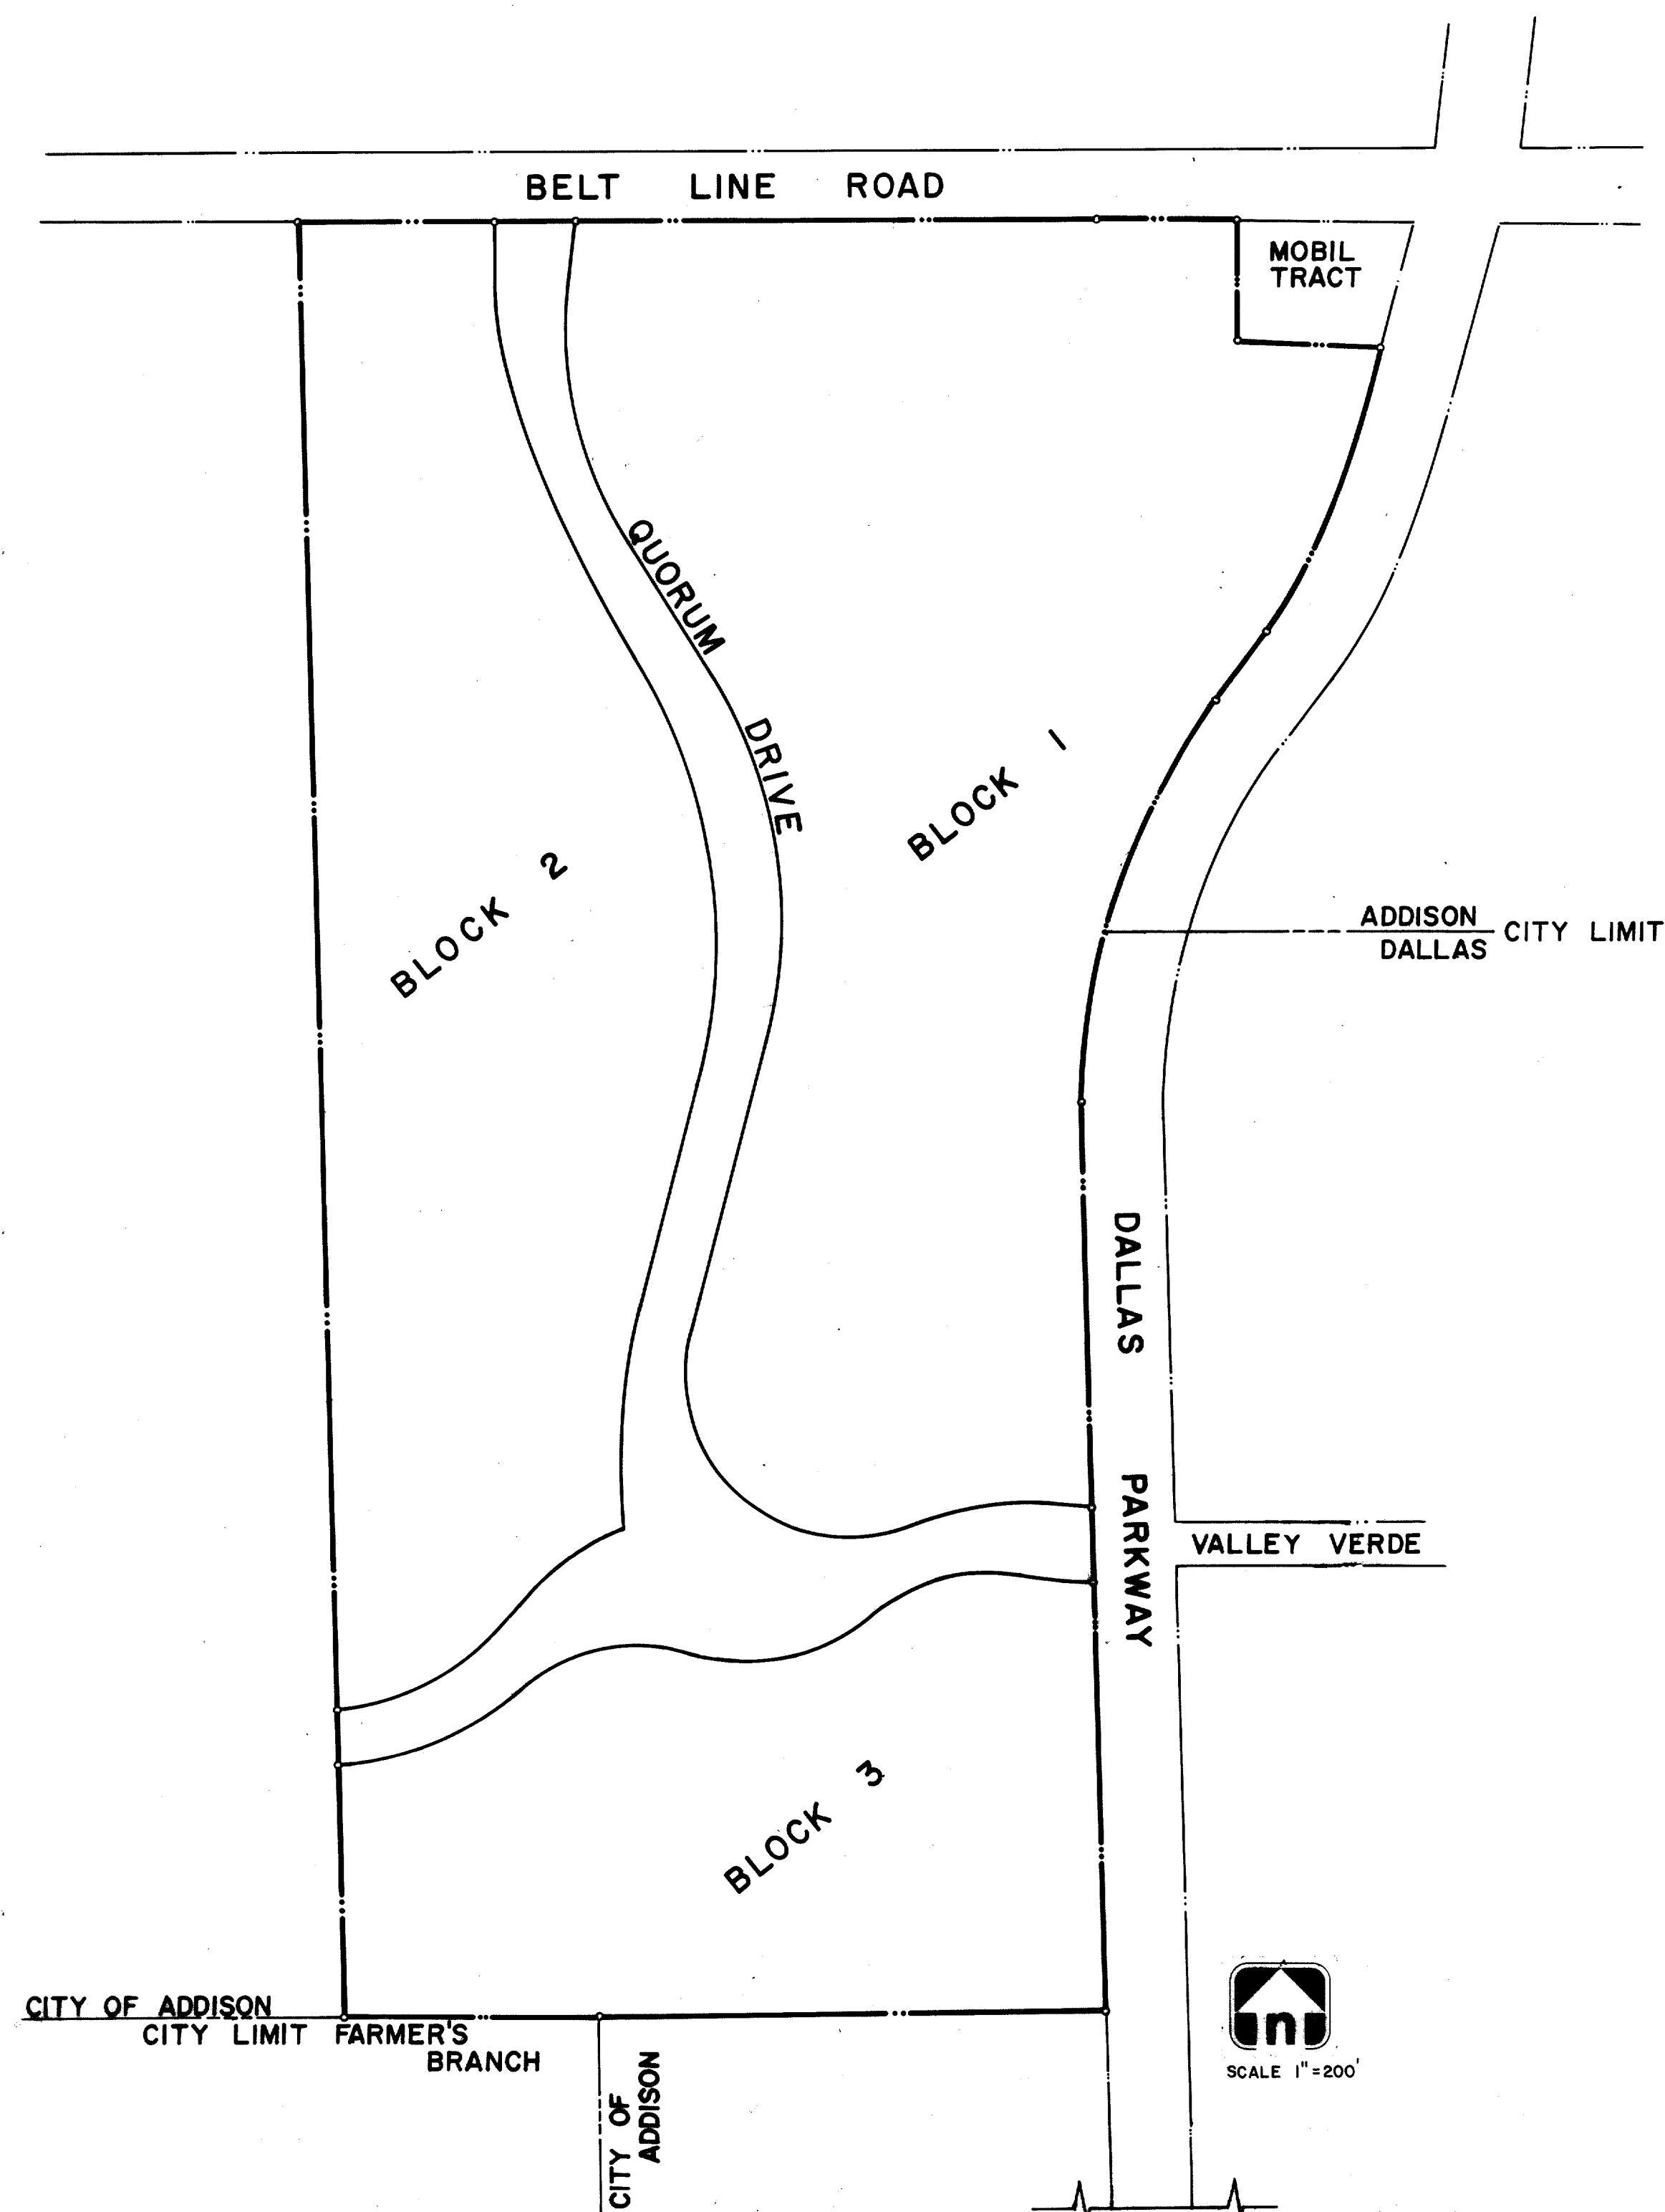 BELT LINE ROAD
MOBIL
TRACT
QUORUM DRIVE
BLOCK 1
BLOCK 2
ADDISON
DALLAS
CITY LIMIT
DALLAS PARKWAY
VALLEY VERDE
BLOCK 3
CITY OF ADDISON
CITY LIMIT FARMER'S
BRANCH
CITY OF
ADDISON
n
SCALE 1"=200'